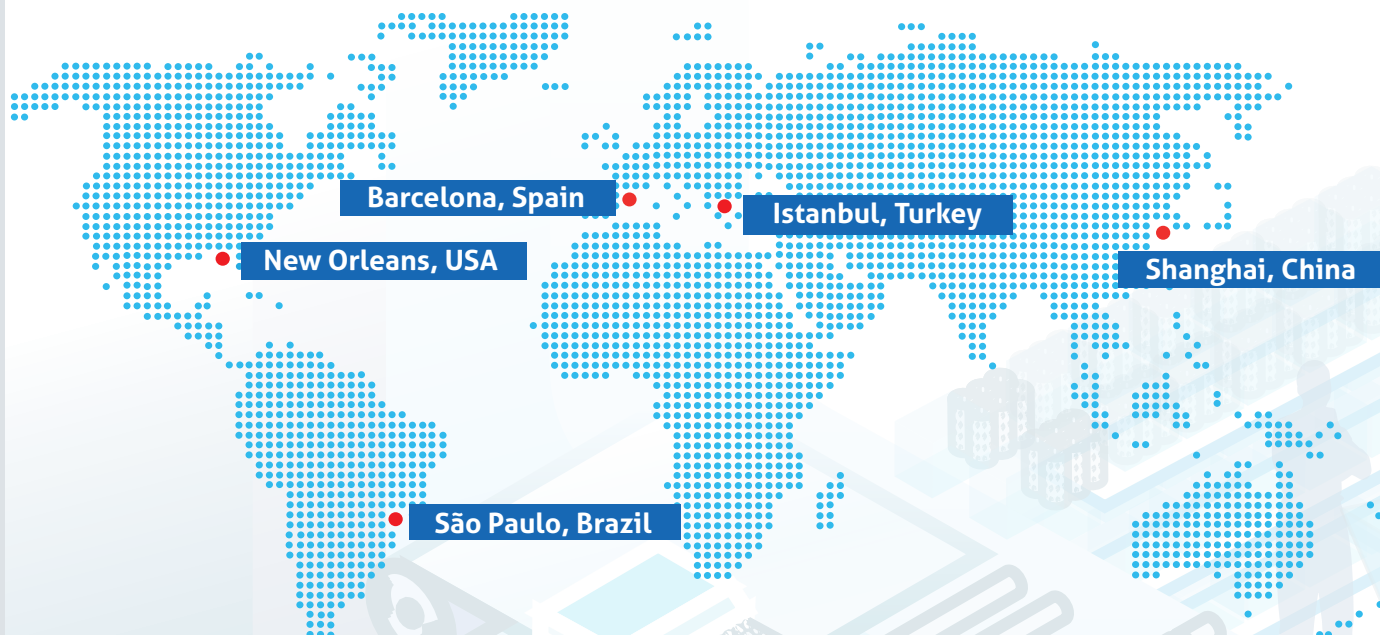 Barcelona, Spain
Istanbul, Turkey
New Orleans, USA
Shanghai, China
São Paulo, Brazil